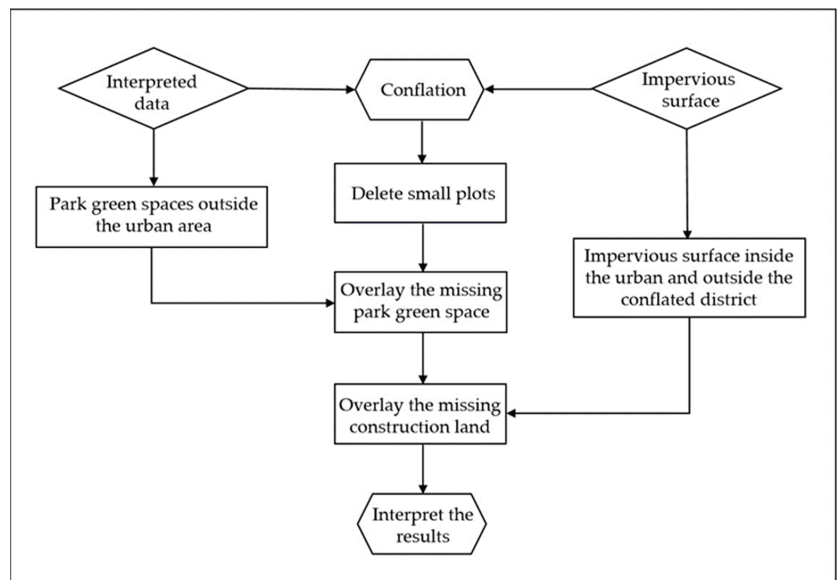 Interpreted
data
Conflation
Impervious
surface
Park green spaces outside
the urban area
Delete small plots
Impervious surface inside
the urban and outside the
conflated district
Overlay the missing
park green space
Overlay the missing
construction land
Interpret the
results